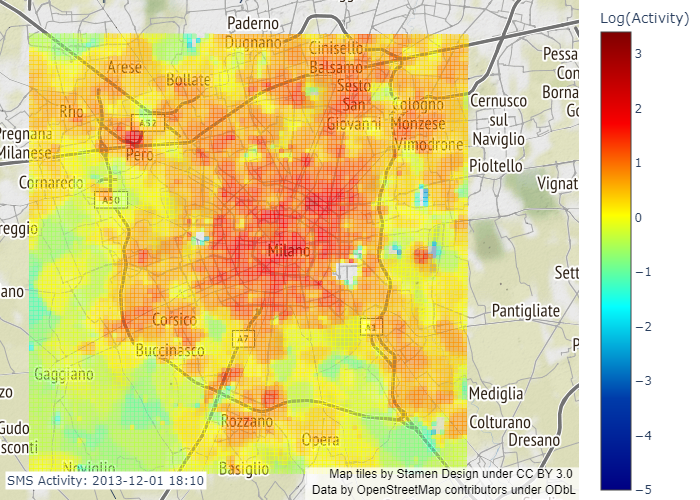 Log(Activity)
3
2
1
0
−1
−2
−3
−4
−5
Paderno
Dugnano
Cinisello
Balsamo
Arese
Bollate
Sesto
San
Giovanni
Cologno
Monzese
Vimodrone
Cernusco
sul
Naviglio
Pessa
Con
Borna
Go
Rho
A52
Pero
Pregnana
Milanese
Cornaredo
A50
Pioltello
Vignat
reggio
Milano
Sett
ano
Pantigliate
Corsico
A7
A1
P
Buccinasco
Gaggiano
zo
Mediglia
Rozzano
Colturano
Dresano
Gudo
sconti
Opera
Noviglio
Basiglio
SMS Activity: 2013-12-01 18:10
Map tiles by Stamen Design under CC BY 3.0
Data by OpenStreetMap contributors under ODbL